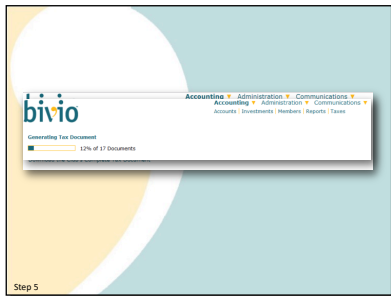 Accounting ▼ Administration ▼ Communications ▼
bivio
Accounting ▼ Administration ▼ Communications ▼
Accounts | Investments | Members | Reports | Taxes
Generating Tax Document
12% of 17 Documents
Step 5